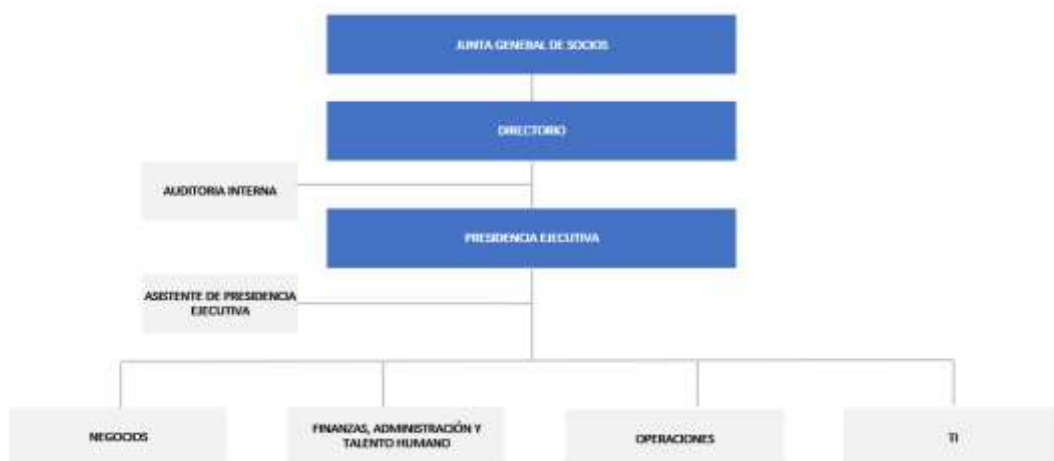 JUNTA GENERAL DE SOCIOS
DIRECTORIO
AUDITORIA INTERNA
PRESIDENCIA EJECUTIVA
ASISTENTE DE PRESIDENCIA
EJECUTIVA
NEGOCIOS
FINANZAS, ADMINISTRACIÓN Y
TALENTO HUMANO
OPERACIONES
TI